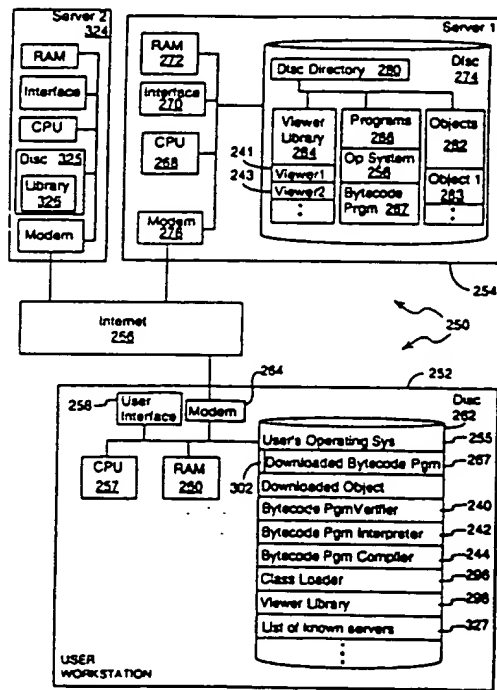 Server 2
324
RAM
Interface
CPU
Disc 325
Library
326
Modem
Server 1
RAM
272
Interface
270
CPU
268
Modem
276
Disc
274
Disc Directory 280
Viewer
Library
284
241
Viewer1
243
Viewer2
Programs
286
Op System
256
Bytecode
Prgm 267
Objects
282
Object 1
283
254
250
Internet
256
252
264
258
User
Interface
Modem
CPU
257
RAM
260
302
Disc
262
User's Operating Sys
255
Downloaded Bytecode Pgm
267
Downloaded Object
Bytecode PgmVerifier
240
Bytecode Pgm Interpreter
242
Bytecode Pgm Compiler
244
Class Loader
296
Viewer Library
298
List of known servers
327
USER
WORKSTATION